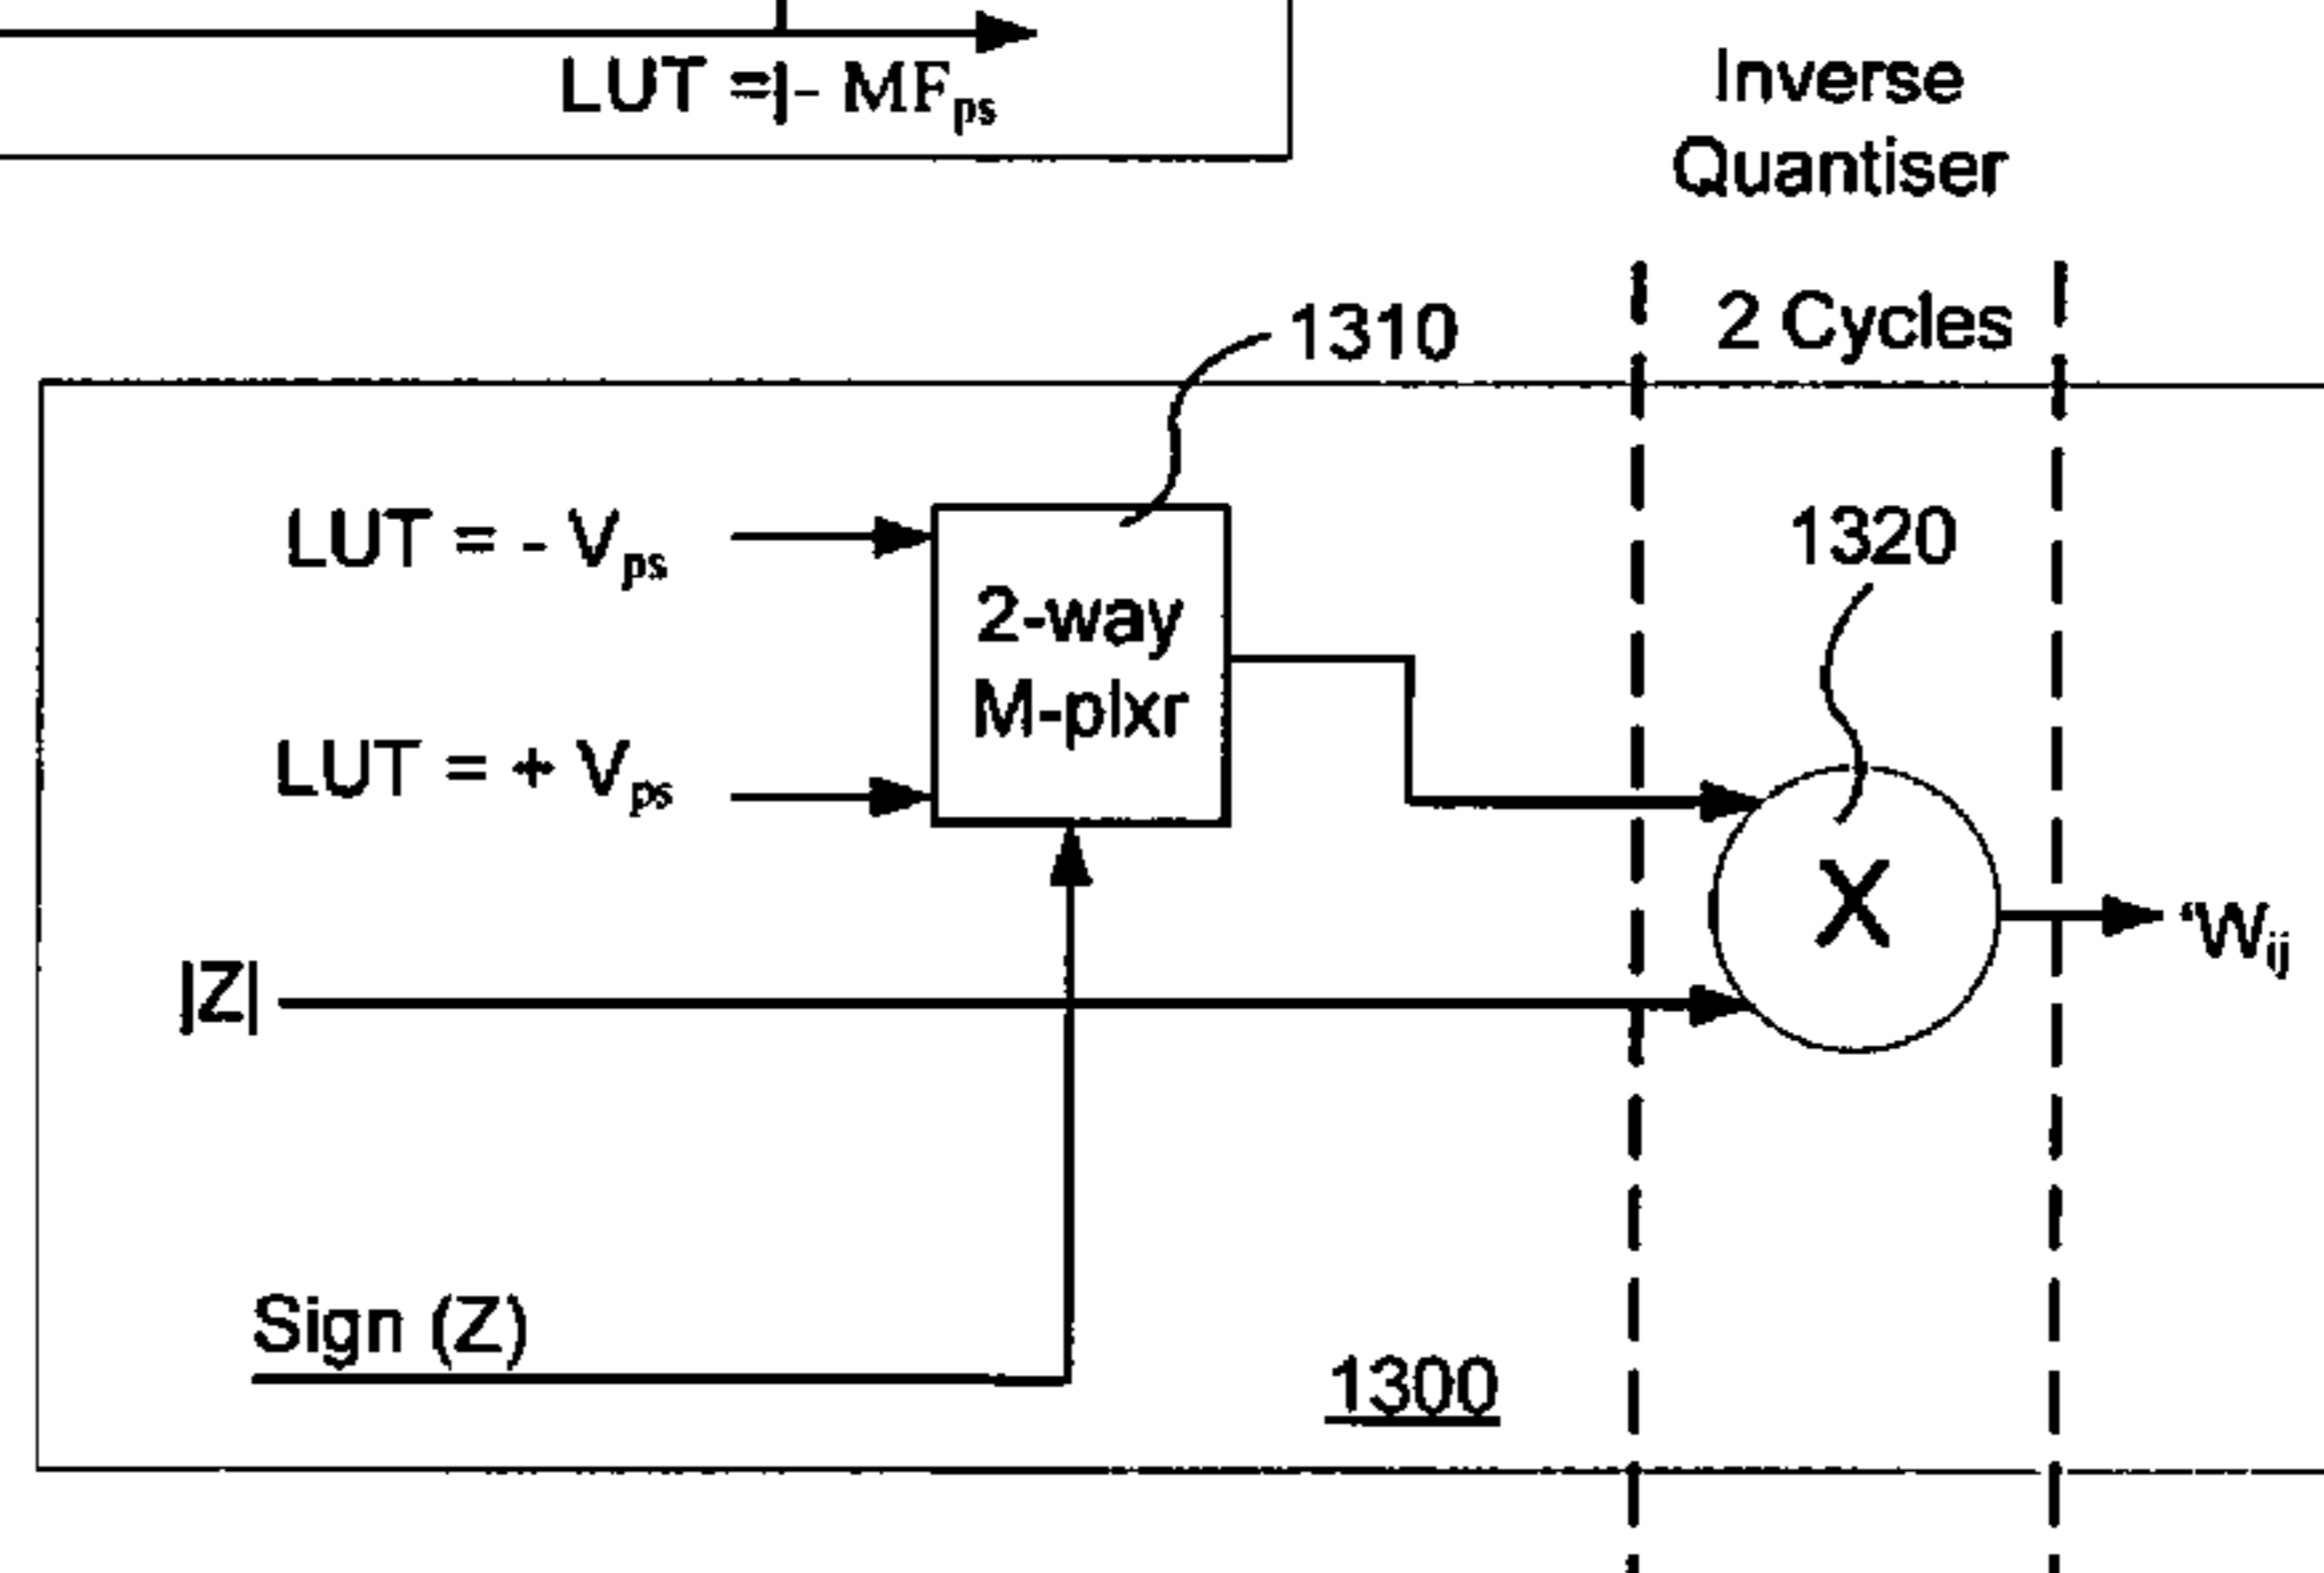 LUT = - MFps
Inverse
Quantiser
2 Cycles
1310
LUT = - Vps
1320
2-way
M-plxr
LUT = + Vps
X
'Wij
|Z|
Sign (Z)
1300